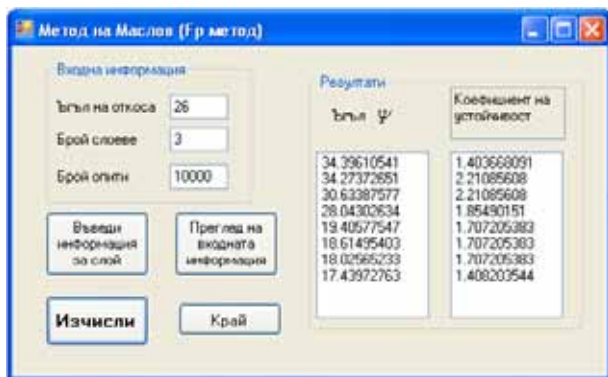 Метод на Маслов (Fp метод)
Входна информация
Ъгъл на откоса 26
Брой слоеве 3
Брой опити 10000
Въведи
информация
за слой
Преглед на
входната
информация
Изчисли
Край
Резултати
Ъгъл Ψ
Коефициент на
устойчивост
34.39610541 1.403668091
34.27372651 2.21085608
30.63387577 2.21085608
28.04302634 1.85490151
19.40577547 1.707205383
18.61495403 1.707205383
18.02565233 1.707205383
17.43972763 1.408203544